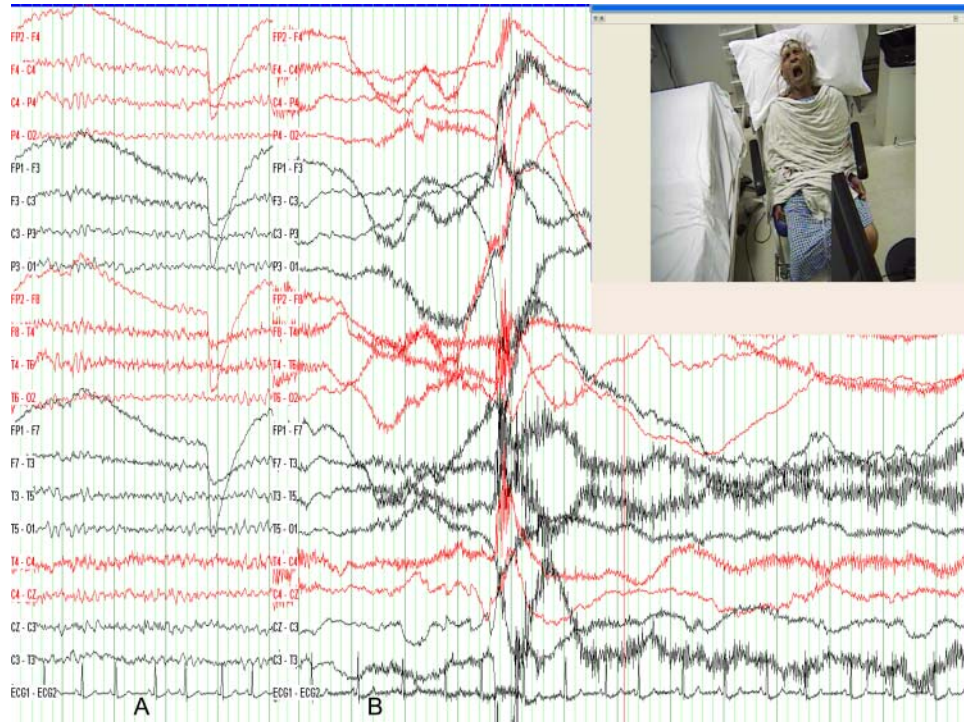 FP2 - F4
F4 - C4
C4 - P4
P4 - O2
FP1 - F3
F3 - C3
C3 - P3
P3 - O1
FP2 - F8
F8 - T4
T4 - T6
T6 - O2
FP1 - F7
F7 - T3
T3 - T5
T5 - O1
T4 - C4
C4 - CZ
CZ - C3
C3 - T3
ECG1 - ECG2
A
FP2 - F4
F4 - C4
C4 - P4
P4 - O2
FP1 - F3
F3 - C3
C3 - P3
P3 - O1
FP2 - F8
F8 - T4
T4 - T6
T6 - O2
FP1 - F7
F7 - T3
T3 - T5
T5 - O1
T4 - C4
C4 - CZ
CZ - C3
C3 - T3
ECG1 - ECG2
B